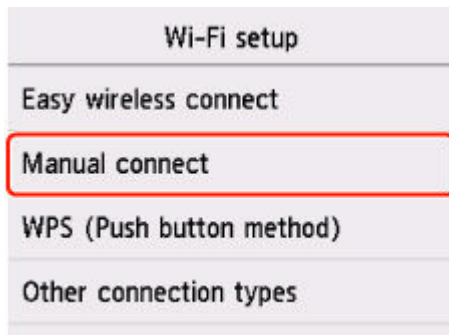 Wi-Fi setup
Easy wireless connect
Manual connect
WPS (Push button method)
Other connection types